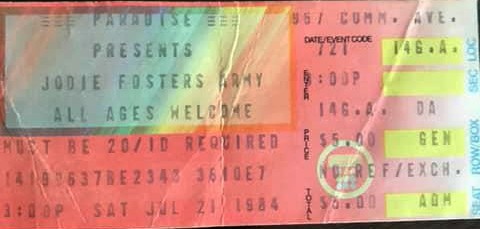 PARADISE 967 COMM. AVE.
PRESENTS
JODIE FOSTERS ARMY
ALL AGES WELCOME
MUST BE 20/ID REQUIRED
3:00P SAT JUL 21 1984
DATE/EVENT CODE
721 146.A.
ENTER
:00P
146.A. DA
PRICE
$5.00 GEN
NO REF/EXCH.
TOTAL
$5.00 ADM
SEC LOC
ROW/BOX
SEAT